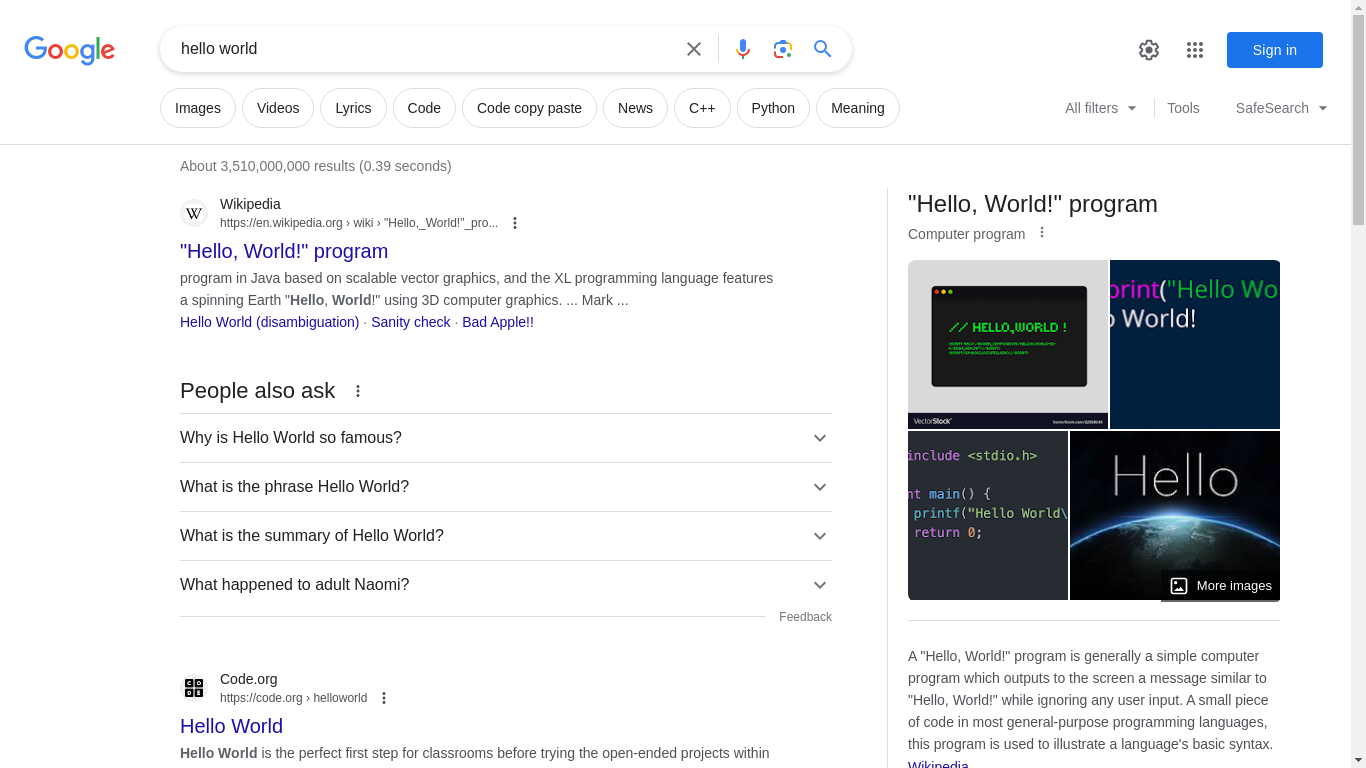 Google
hello world
Sign in
Images
Videos
Lyrics
Code
Code copy paste
News
C++
Python
Meaning
All filters
Tools
SafeSearch
About 3,510,000,000 results (0.39 seconds)
Wikipedia
https://en.wikipedia.org › wiki › "Hello,_World!"_pro...
"Hello, World!" program
program in Java based on scalable vector graphics, and the XL programming language features
a spinning Earth "Hello, World!" using 3D computer graphics. ... Mark ...
Hello World (disambiguation) · Sanity check · Bad Apple!!
People also ask
Why is Hello World so famous?
What is the phrase Hello World?
What is the summary of Hello World?
What happened to adult Naomi?
Feedback
Code.org
https://code.org › helloworld
Hello World
Hello World is the perfect first step for classrooms before trying the open-ended projects within
"Hello, World!" program
Computer program
// HELLO,WORLD !
VectorStock
print("Hello Wo
o World!
include <stdio.h>
nt main() {
printf("Hello World\
return 0;
Hello
More images
A "Hello, World!" program is generally a simple computer
program which outputs to the screen a message similar to
"Hello, World!" while ignoring any user input. A small piece
of code in most general-purpose programming languages,
this program is used to illustrate a language's basic syntax.
Wikipedia